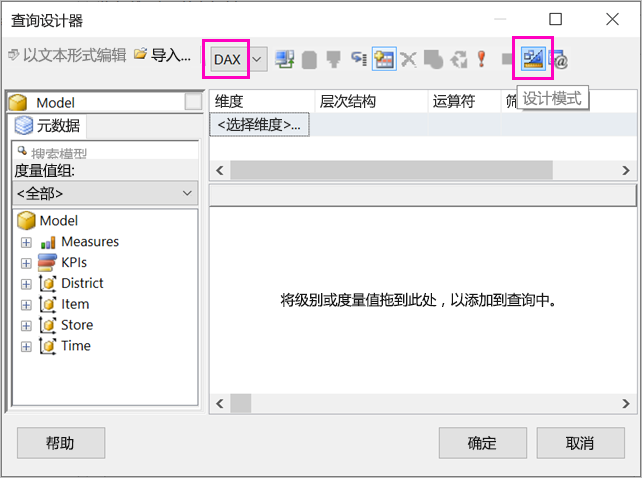 查询设计器
以文本形式编辑 导入... DAX
设计模式
Model
元数据
搜索模型
度量值组:
<全部>
Model
Measures
KPIs
District
Item
Store
Time
维度 层次结构 运算符 筛
<选择维度>...
将级别或度量值拖到此处，以添加到查询中。
帮助 确定 取消